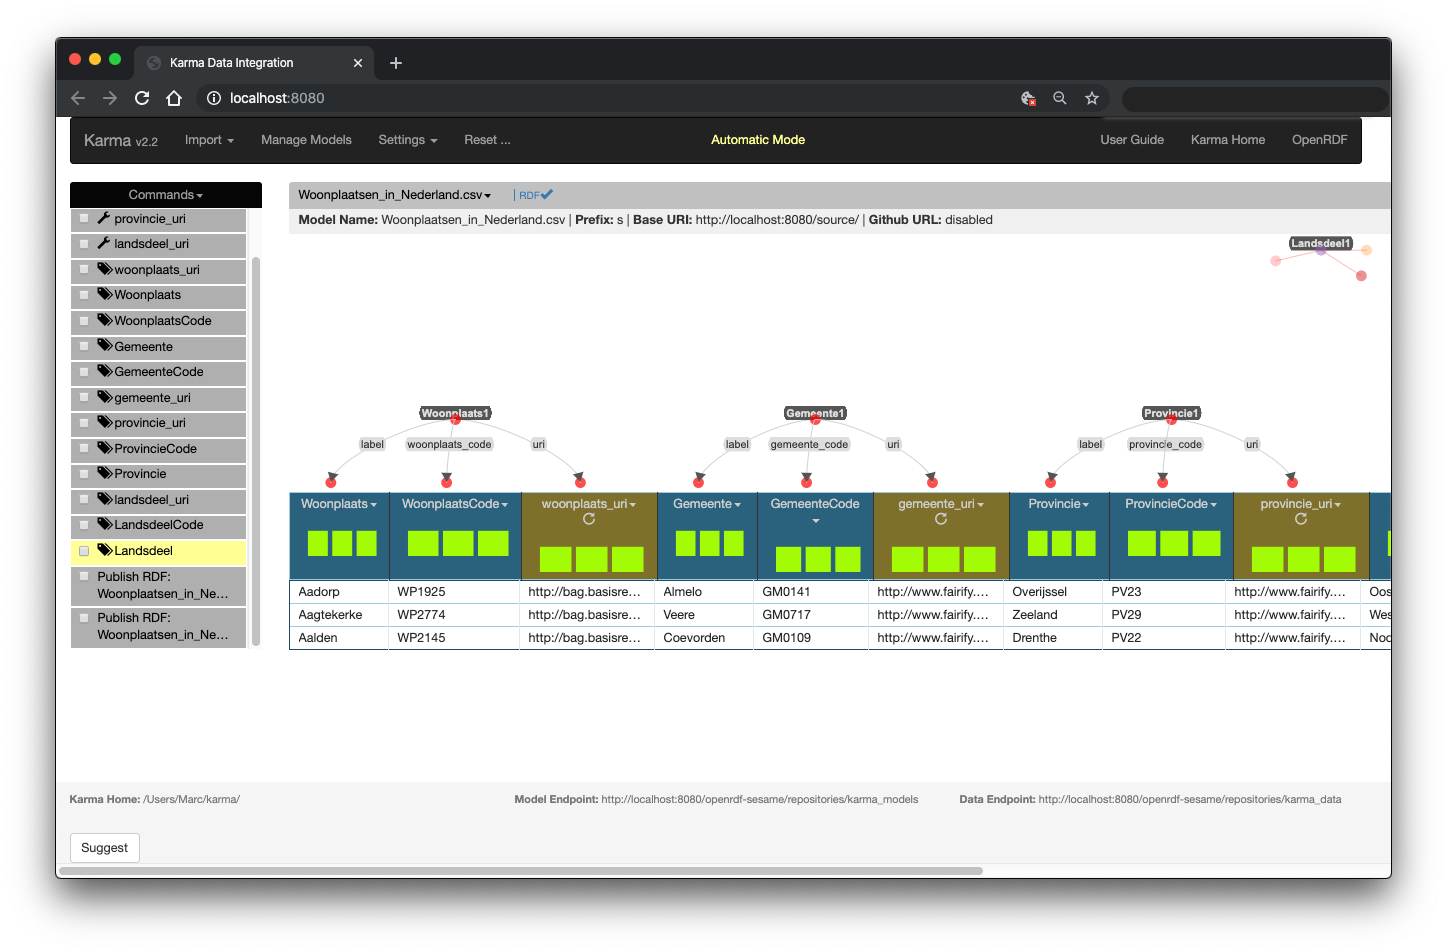 Karma Data Integration
localhost:8080
Karma v2.2 Import Manage Models Settings Reset ... Automatic Mode User Guide Karma Home OpenRDF
Commands
provincie_uri
landsdeel_uri
woonplaats_uri
Woonplaats
WoonplaatsCode
Gemeente
GemeenteCode
gemeente_uri
provincie_uri
ProvincieCode
Provincie
landsdeel_uri
LandsdeelCode
Landsdeel
Publish RDF:
Woonplaatsen_in_Ne...
Publish RDF:
Woonplaatsen_in_Ne...
Woonplaatsen_in_Nederland.csv | RDF
Model Name: Woonplaatsen_in_Nederland.csv | Prefix: s | Base URI: http://localhost:8080/source/ | Github URL: disabled
Landsdeel1
Woonplaats1 Gemeente1 Provincie1
label woonplaats_code uri label gemeente_code uri label provincie_code uri
Woonplaats WoonplaatsCode woonplaats_uri Gemeente GemeenteCode gemeente_uri Provincie ProvincieCode provincie_uri
Aadorp WP1925 http://bag.basisre... Almelo GM0141 http://www.fairify.... Overijssel PV23 http://www.fairify.... Oos
Aagtekerke WP2774 http://bag.basisre... Veere GM0717 http://www.fairify.... Zeeland PV29 http://www.fairify.... Wes
Aalden WP2145 http://bag.basisre... Coevorden GM0109 http://www.fairify.... Drenthe PV22 http://www.fairify.... Noo
Karma Home: /Users/Marc/karma/ Model Endpoint: http://localhost:8080/openrdf-sesame/repositories/karma_models Data Endpoint: http://localhost:8080/openrdf-sesame/repositories/karma_data
Suggest